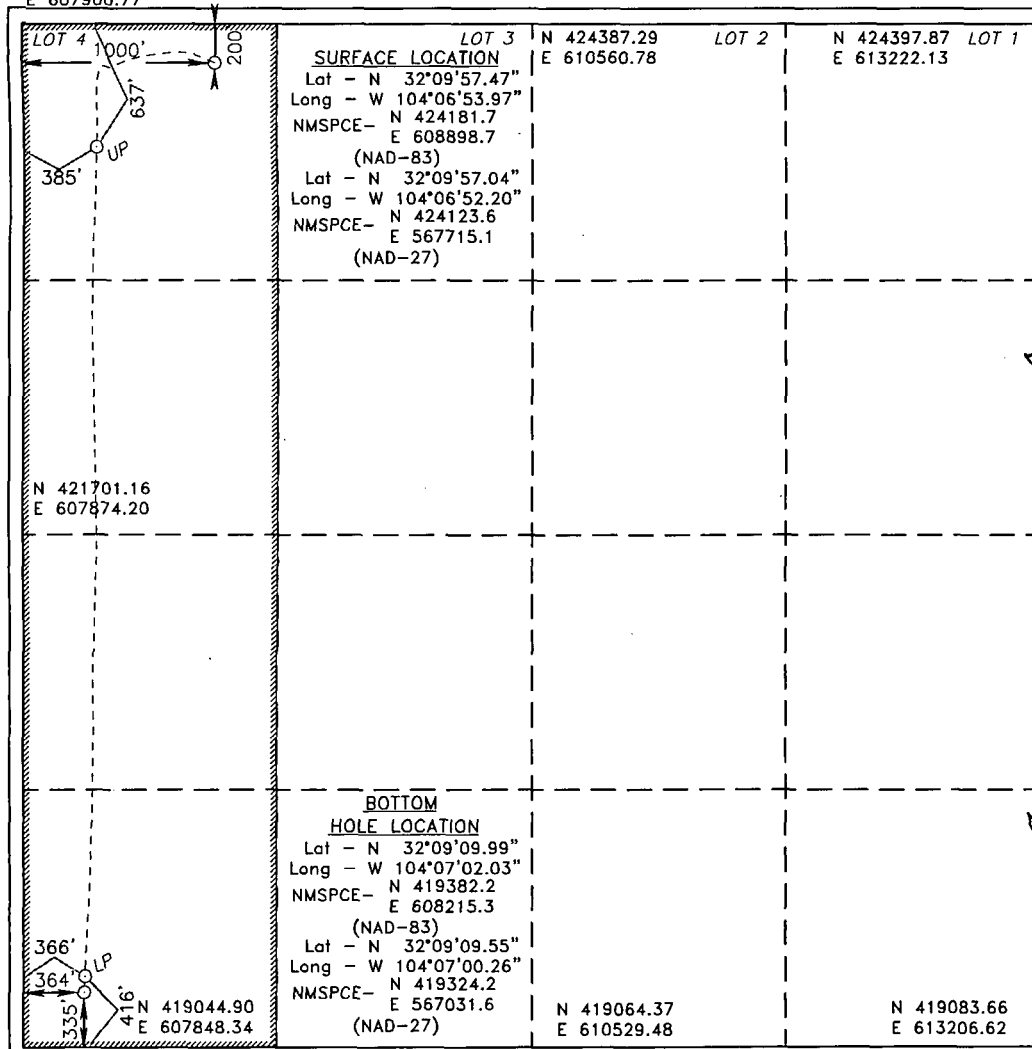 E 607900.77
LOT 4
1000'
200
637'
UP
385'
LOT 3
SURFACE LOCATION
Lat - N 32°09'57.47"
Long - W 104°06'53.97"
NMSPCE- N 424181.7
E 608898.7
(NAD-83)
Lat - N 32°09'57.04"
Long - W 104°06'52.20"
NMSPCE- N 424123.6
E 567715.1
(NAD-27)
N 424387.29
E 610560.78
LOT 2
N 424397.87
E 613222.13
LOT 1
N 421701.16
E 607874.20
BOTTOM
HOLE LOCATION
Lat - N 32°09'09.99"
Long - W 104°07'02.03"
NMSPCE- N 419382.2
E 608215.3
(NAD-83)
Lat - N 32°09'09.55"
Long - W 104°07'00.26"
NMSPCE- N 419324.2
E 567031.6
(NAD-27)
366'
LP
364'
335'
416'
N 419044.90
E 607848.34
N 419064.37
E 610529.48
N 419083.66
E 613206.62